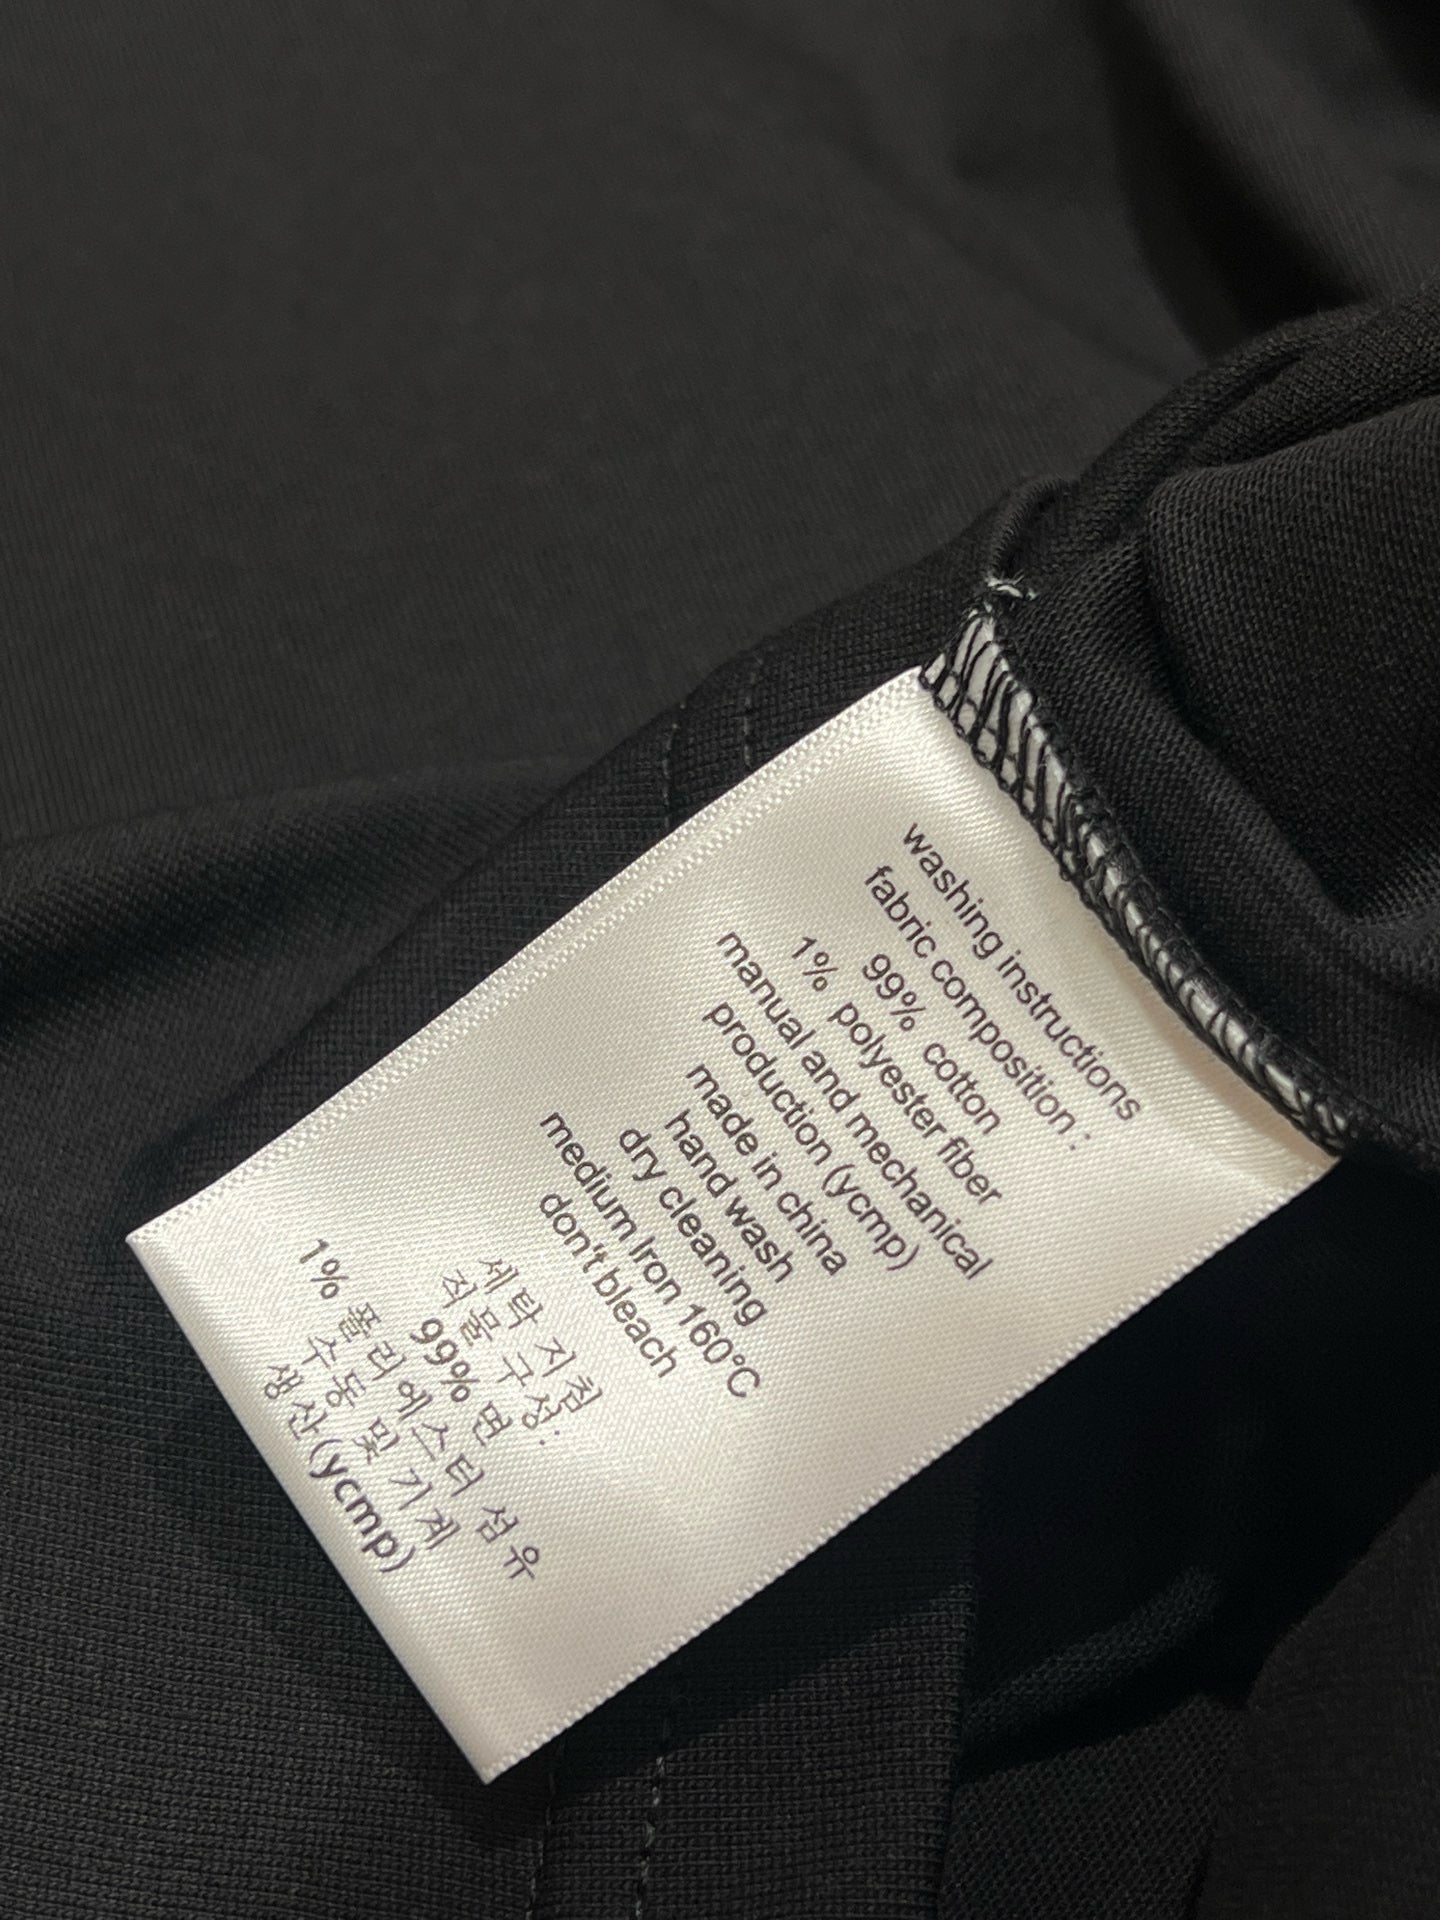 washing instructions
fabric composition :
99% cotton
1% polyester fiber
manual and mechanical
production (ycmp)
made in china
hand wash
dry cleaning
medium Iron 160°C
don't bleach
세탁 지침
직물 구성:
99% 면
1% 폴리에스터 섬유
수동 및 기계
생산(ycmp)